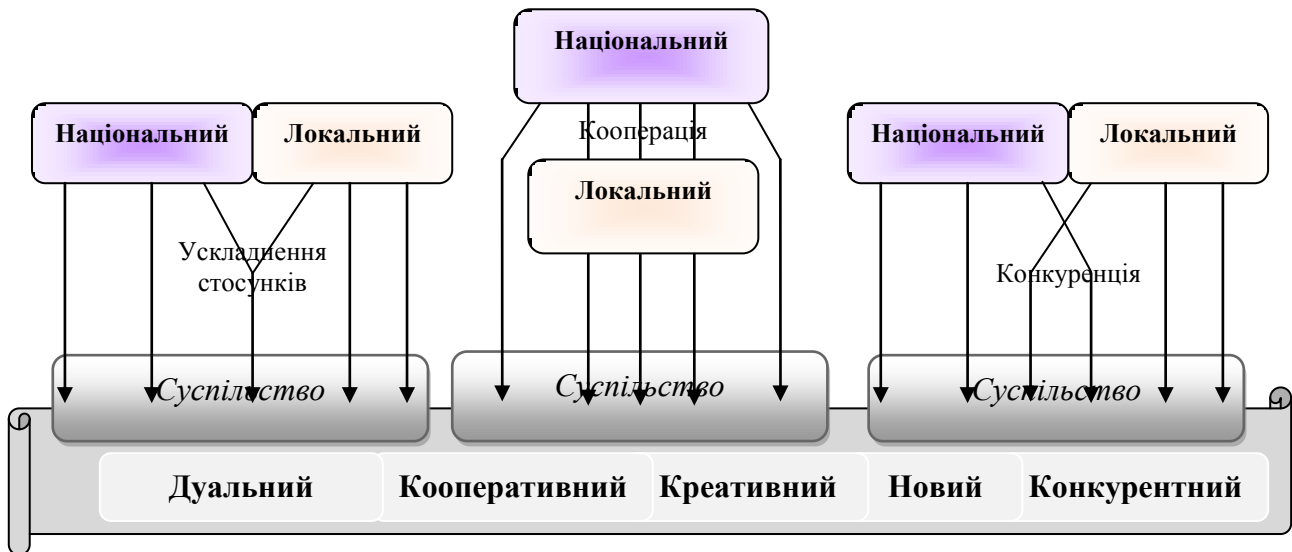 Національний
Кооперація
Локальний
Національний
Локальний
Ускладнення
стосунків
Національний
Локальний
Конкуренція
Суспільство
Суспільство
Суспільство
Дуальний
Кооперативний
Креативний
Новий
Конкурентний